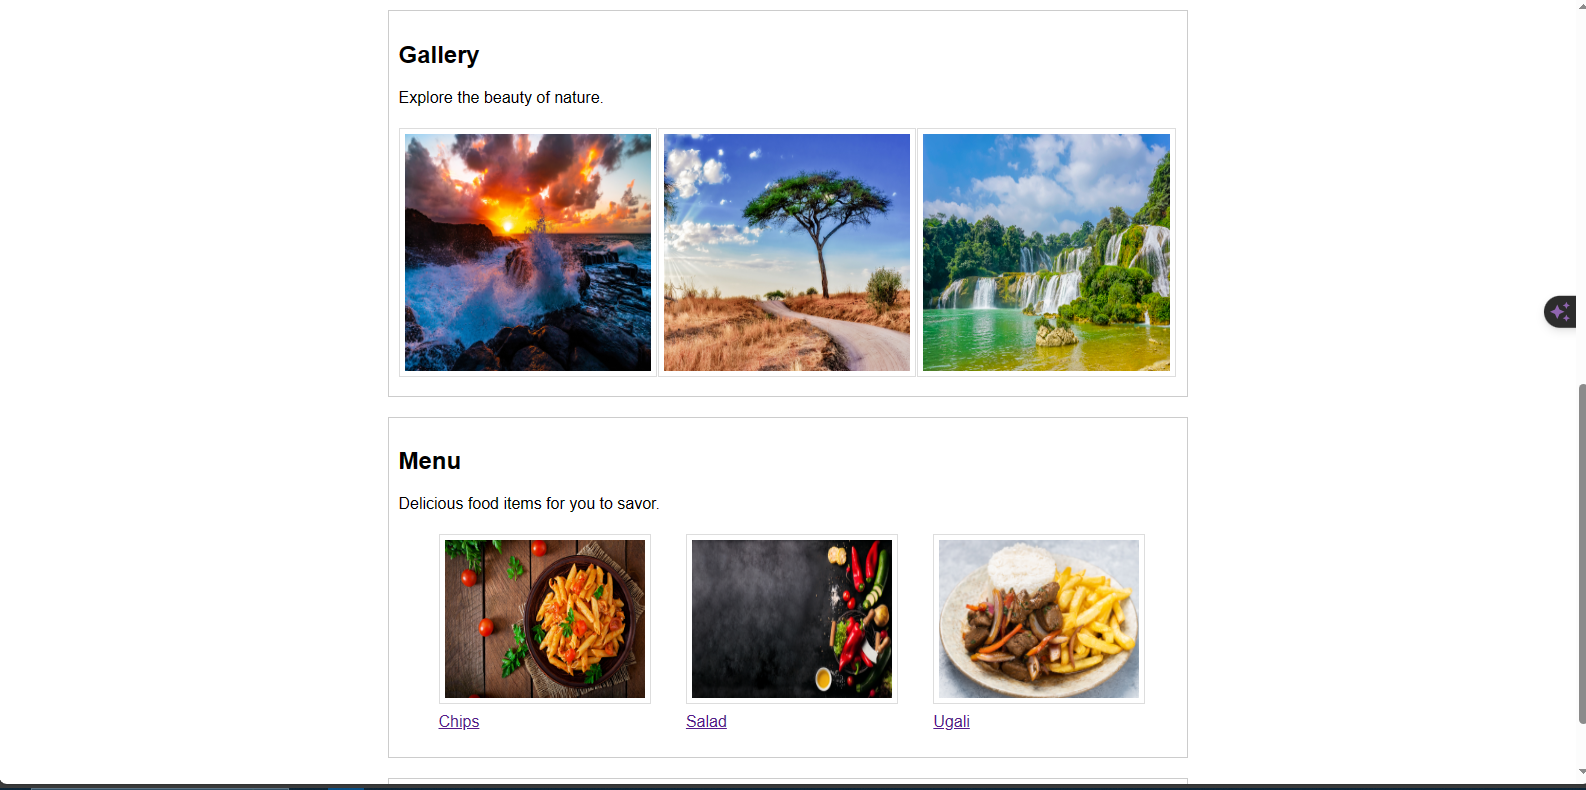 Gallery
Explore the beauty of nature.
Menu
Delicious food items for you to savor.
Chips
Salad
Ugali